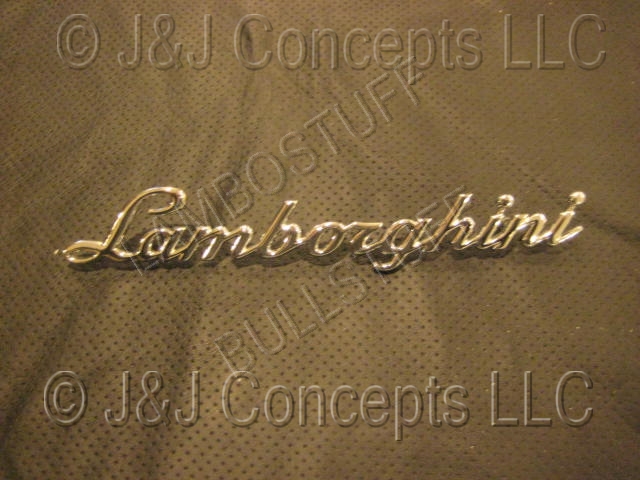 © J&J Concepts LLC ©
LAMBOSTUFF
Lamborghini
BULLSTUFF
© J&J Concepts LLC ©